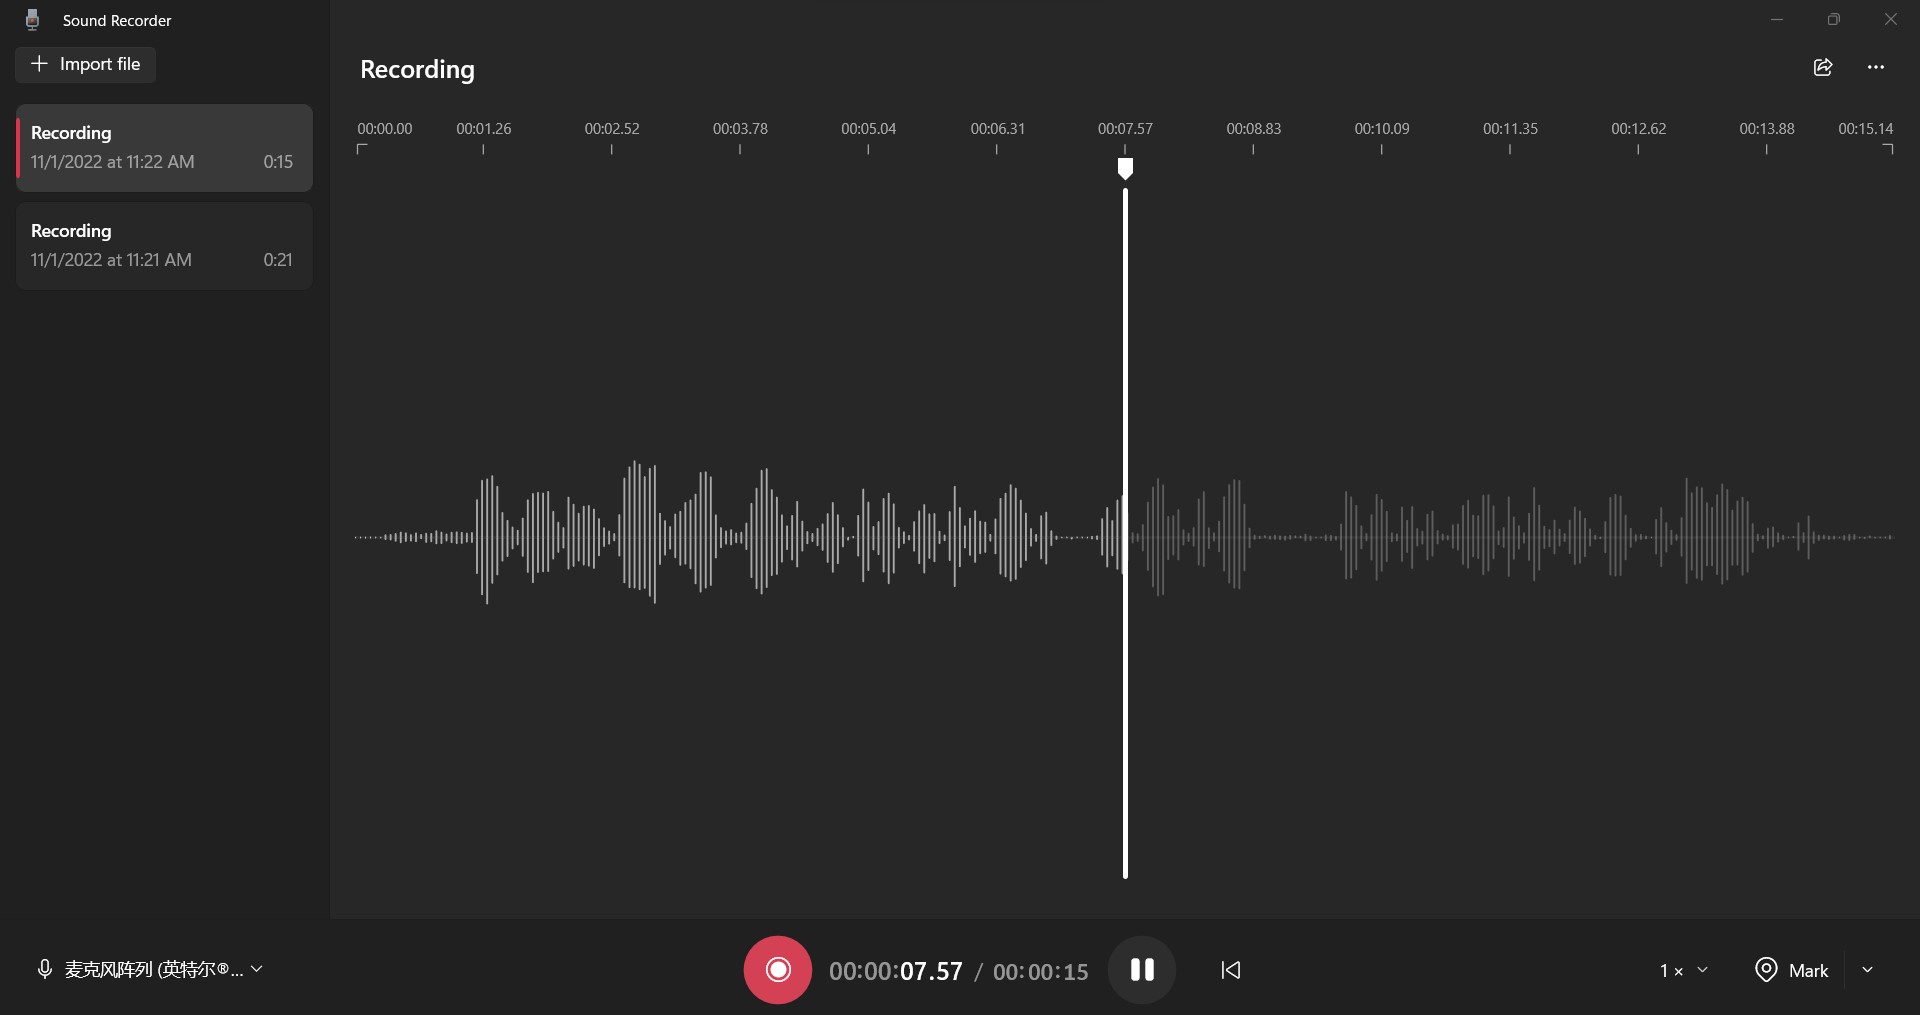 Sound Recorder
Import file
Recording
11/1/2022 at 11:22 AM 0:15
Recording
11/1/2022 at 11:21 AM 0:21
Recording
00:00.00 00:01.26 00:02.52 00:03.78 00:05.04 00:06.31 00:07.57 00:08.83 00:10.09 00:11.35 00:12.62 00:13.88 00:15.14
麦克风阵列 (英特尔®...
00:00:07.57 / 00:00:15
1 ×
Mark